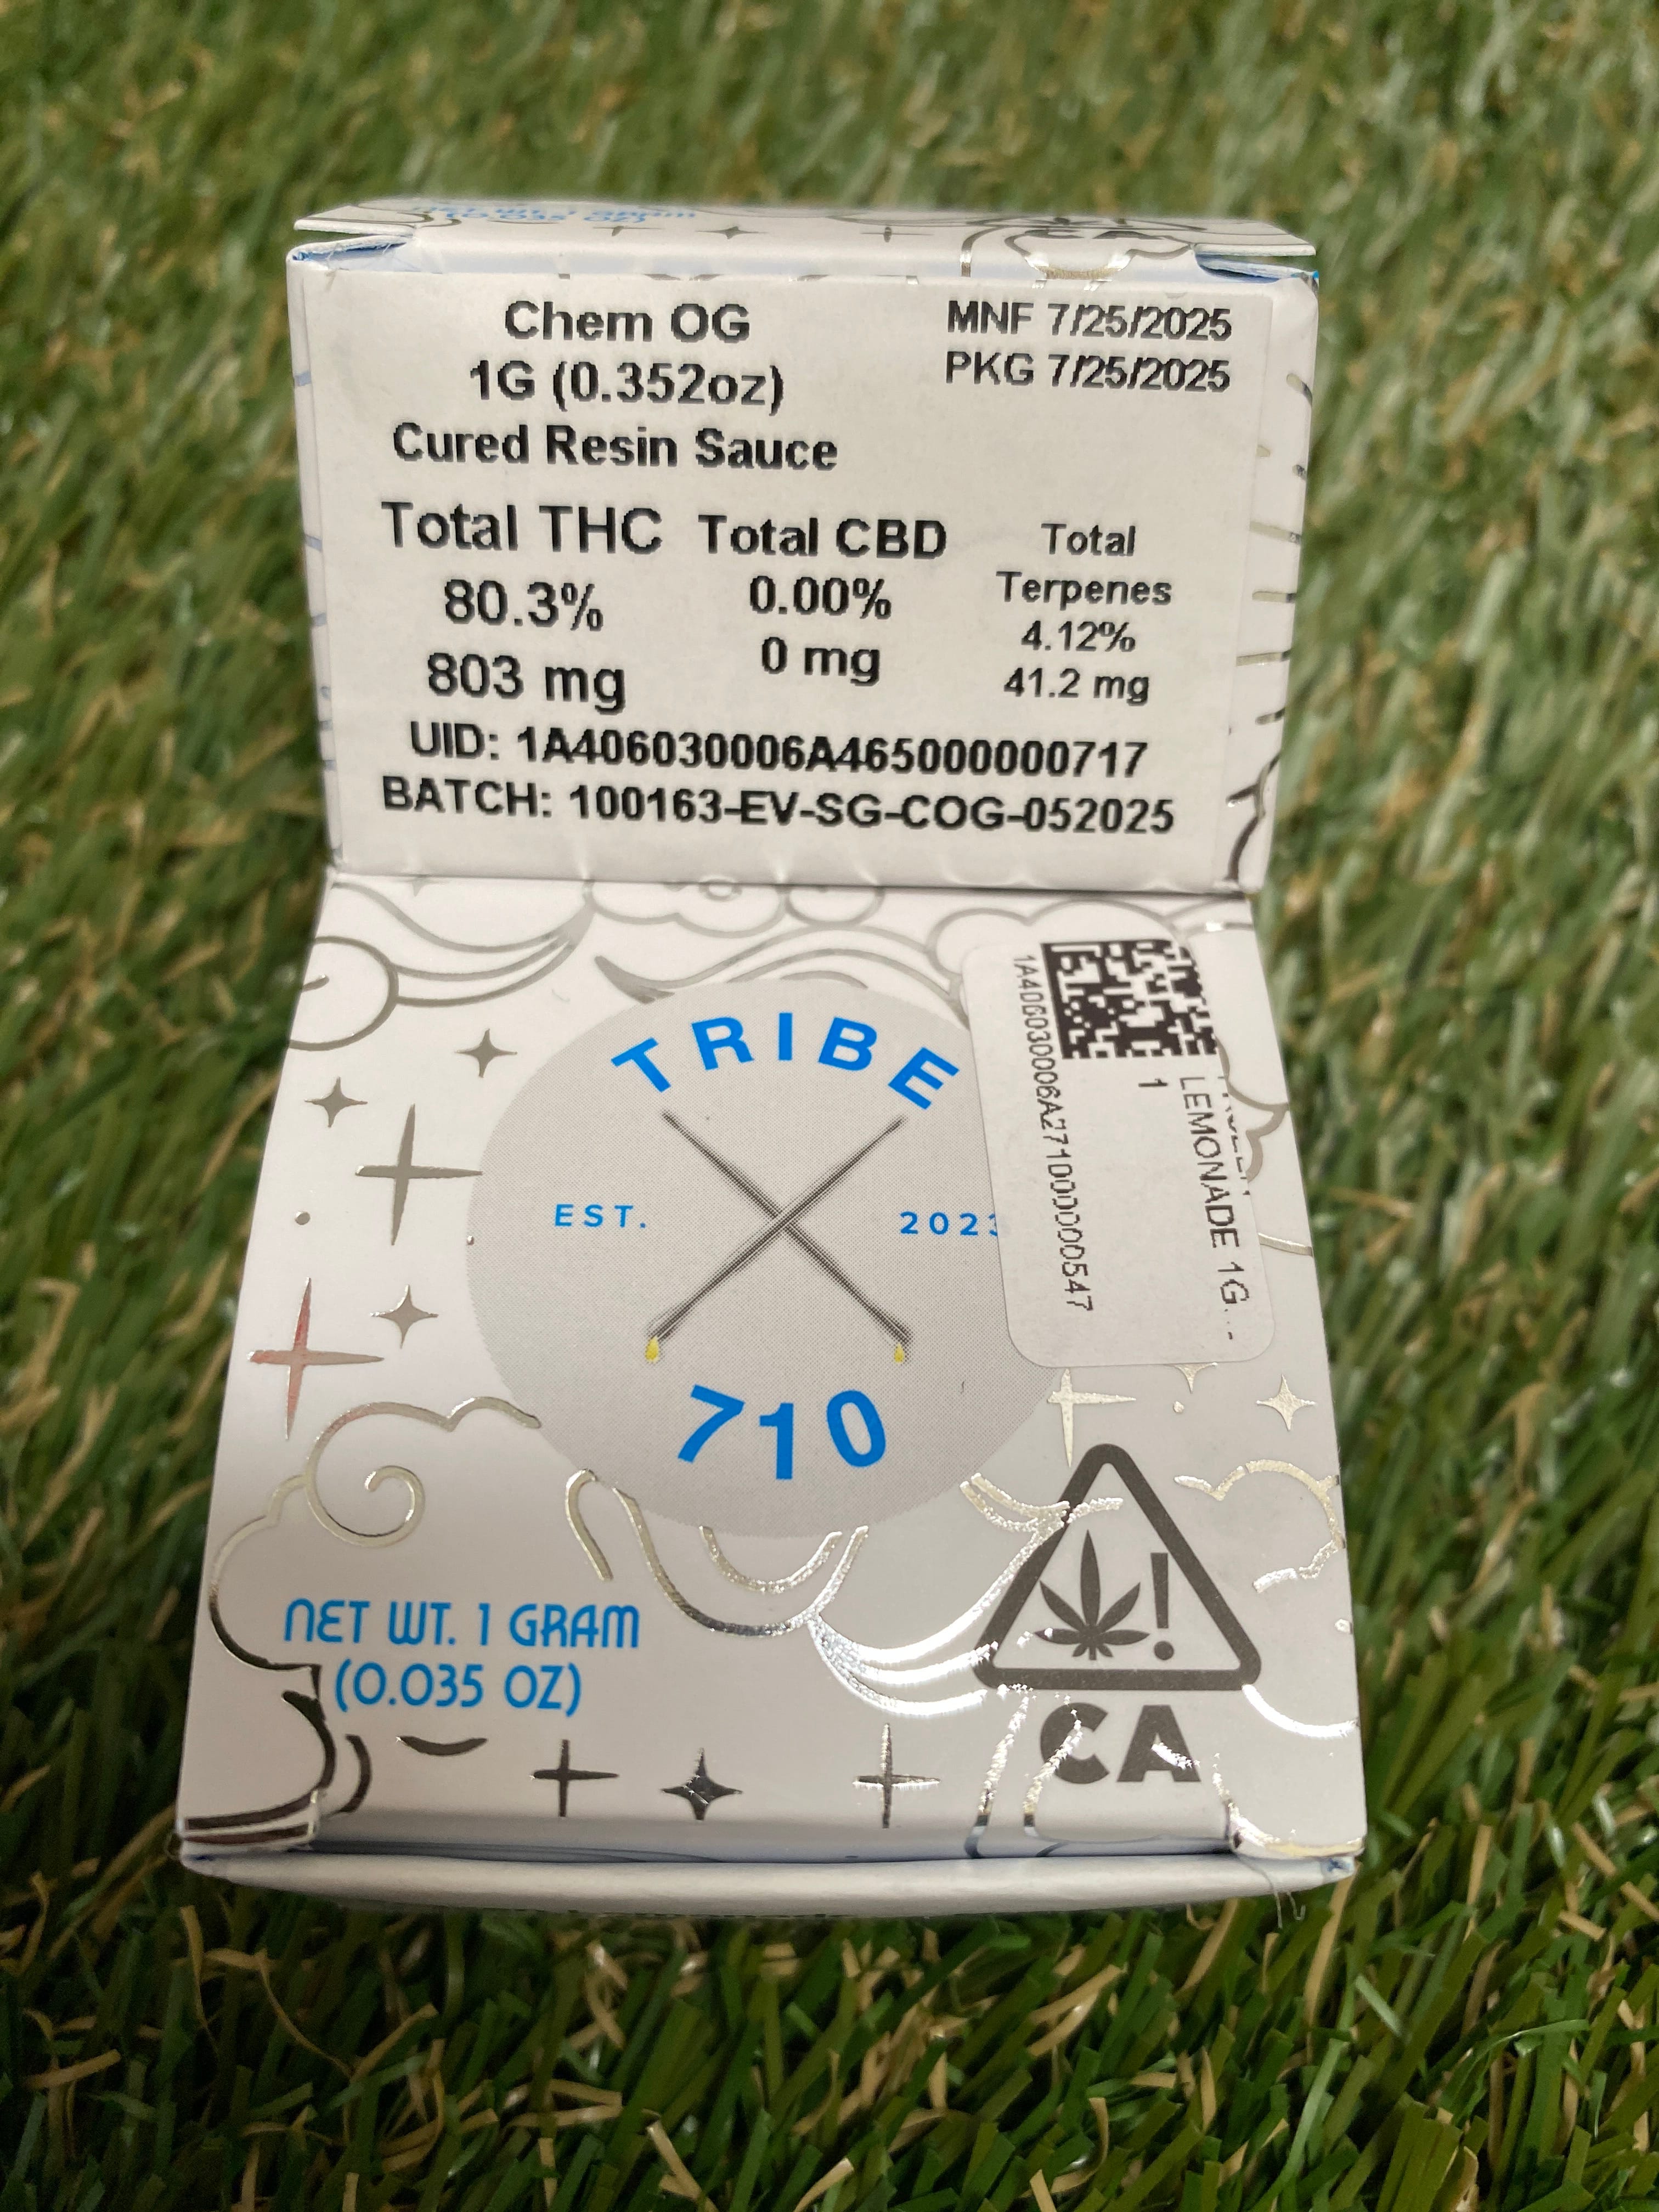 Chem OG
1G (0.352oz)
Cured Resin Sauce
MNF 7/25/2025
PKG 7/25/2025
Total THC
80.3%
803 mg
Total CBD
0.00%
0 mg
Total
Terpenes
4.12%
41.2 mg
UID: 1A406030006A465000000717
BATCH: 100163-EV-SG-COG-052025
TRIBE
EST. 2023
710
NET WT. 1 GRAM
(0.035 OZ)
LEMONADE 1G...
1
1A406030006A271000000547
CA